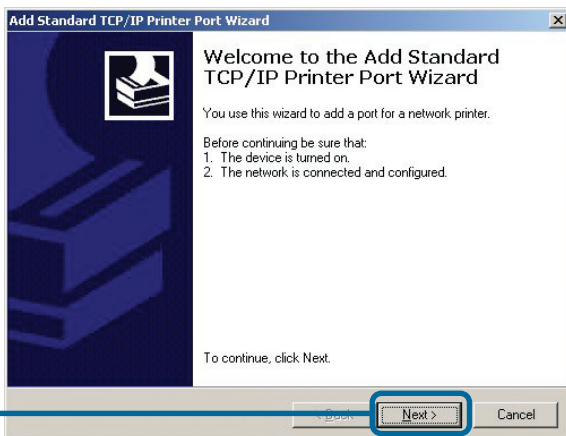 Add Standard TCP/IP Printer Port Wizard
Welcome to the Add Standard
TCP/IP Printer Port Wizard
You use this wizard to add a port for a network printer.
Before continuing be sure that:
1. The device is turned on.
2. The network is connected and configured.
To continue, click Next.
Next >
Cancel